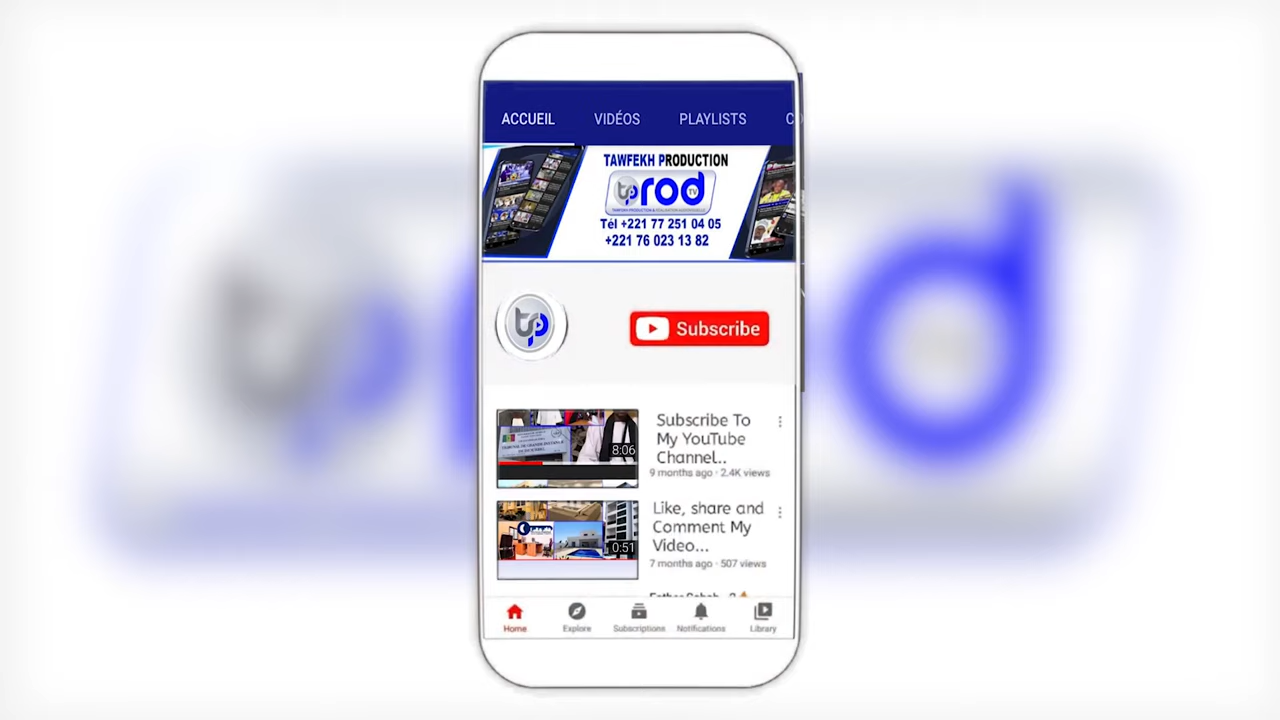 ACCUEIL VIDÉOS PLAYLISTS
TAWFEKH PRODUCTION
tprod TV
Tél +221 77 251 04 05
+221 76 023 13 82
tp
Subscribe
Subscribe To
My YouTube
Channel..
9 months ago · 2.4K views
8:06
Like, share and
Comment My
Video...
7 months ago · 507 views
0:51
Home Explore Subscriptions Notifications Library